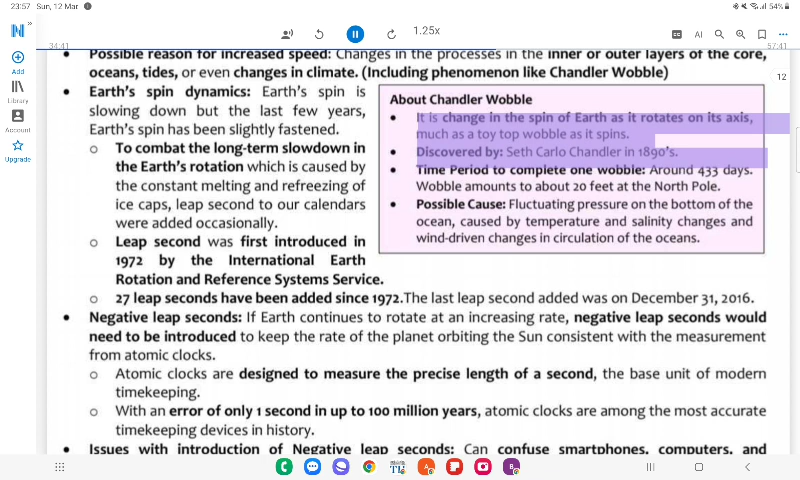 23:57 Sun, 12 Mar
54%
N »
1.25x
AI
34:41
57:41
Add
Library
Account
Upgrade
12
• Possible reason for increased speed: Changes in the processes in the inner or outer layers of the core,
oceans, tides, or even changes in climate. (Including phenomenon like Chandler Wobble)
• Earth's spin dynamics: Earth's spin is
slowing down but the last few years,
Earth's spin has been slightly fastened.
o To combat the long-term slowdown in
the Earth's rotation which is caused by
the constant melting and refreezing of
ice caps, leap second to our calendars
were added occasionally.
o Leap second was first introduced in
1972 by the International Earth
Rotation and Reference Systems Service.
About Chandler Wobble
• It is change in the spin of Earth as it rotates on its axis,
much as a toy top wobble as it spins.
• Discovered by: Seth Carlo Chandler in 1890's.
• Time Period to complete one wobble: Around 433 days.
Wobble amounts to about 20 feet at the North Pole.
• Possible Cause: Fluctuating pressure on the bottom of the
ocean, caused by temperature and salinity changes and
wind-driven changes in circulation of the oceans.
o 27 leap seconds have been added since 1972.The last leap second added was on December 31, 2016.
• Negative leap seconds: If Earth continues to rotate at an increasing rate, negative leap seconds would
need to be introduced to keep the rate of the planet orbiting the Sun consistent with the measurement
from atomic clocks.
o Atomic clocks are designed to measure the precise length of a second, the base unit of modern
timekeeping.
o With an error of only 1 second in up to 100 million years, atomic clocks are among the most accurate
timekeeping devices in history.
• Issues with introduction of Negative leap seconds: Can confuse smartphones, computers, and